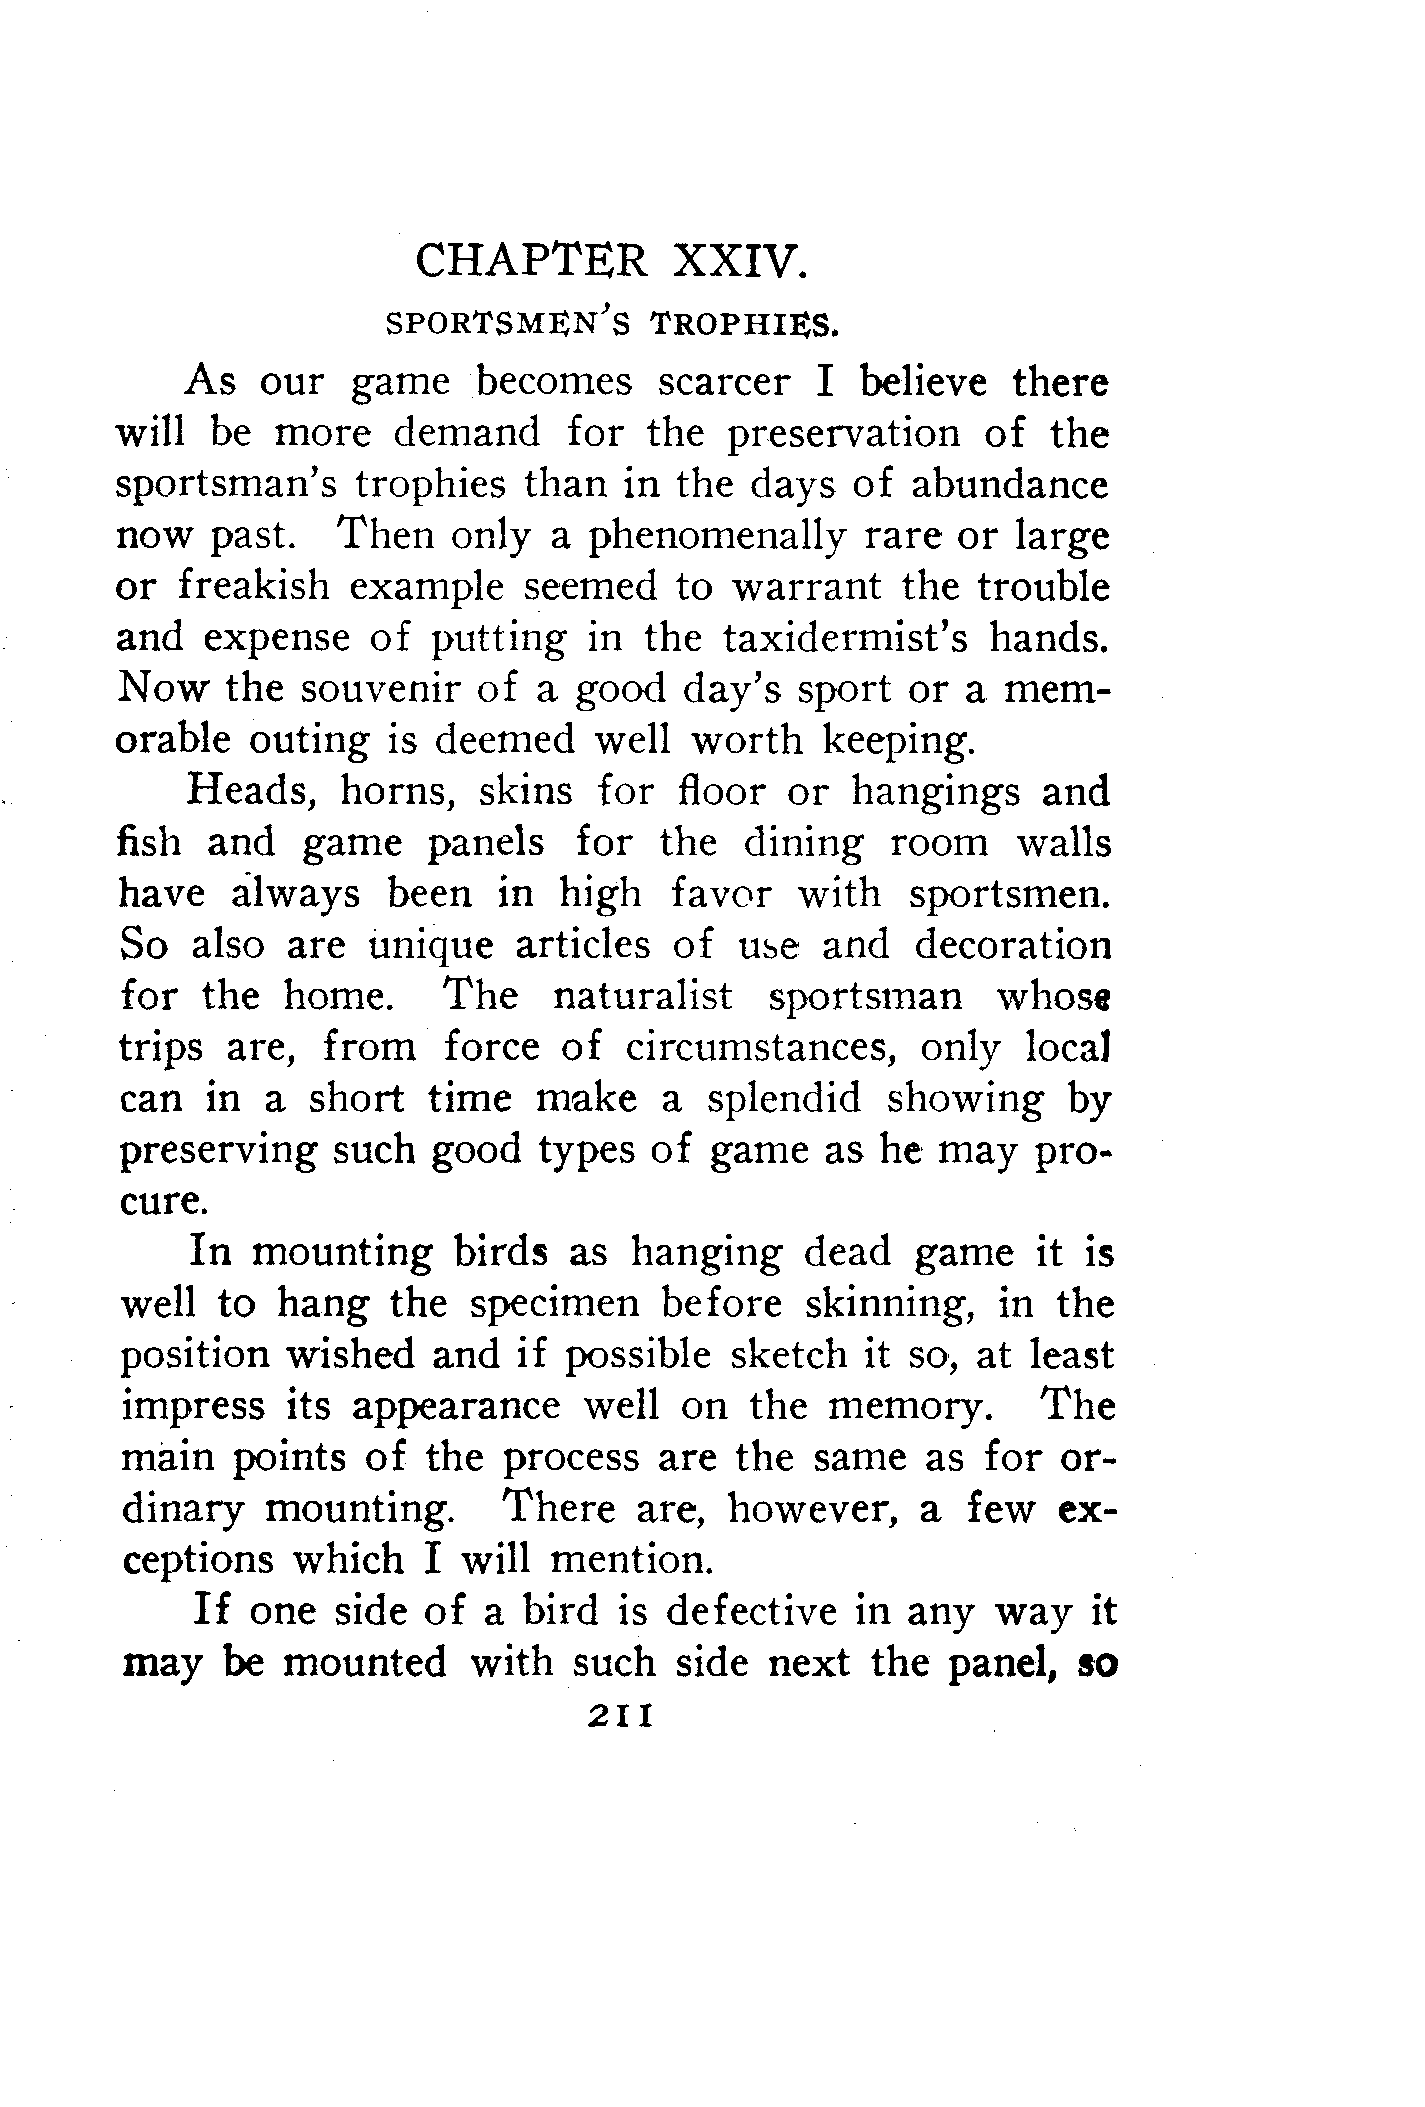 CHAPTER XXIV.
SPORTSMEN'S TROPHIES.
As our game becomes scarcer I believe there
will be more demand for the preservation of the
sportsman's trophies than in the days of abundance
now past. Then only a phenomenally rare or large
or freakish example seemed to warrant the trouble
and expense of putting in the taxidermist's hands.
Now the souvenir of a good day's sport or a mem-
orable outing is deemed well worth keeping.
Heads, horns, skins for floor or hangings and
fish and game panels for the dining room walls
have always been in high favor with sportsmen.
So also are unique articles of use and decoration
for the home. The naturalist sportsman whose
trips are, from force of circumstances, only local
can in a short time make a splendid showing by
preserving such good types of game as he may pro-
cure.
In mounting birds as hanging dead game it is
well to hang the specimen before skinning, in the
position wished and if possible sketch it so, at least
impress its appearance well on the memory. The
main points of the process are the same as for or-
dinary mounting. There are, however, a few ex-
ceptions which I will mention.
If one side of a bird is defective in any way it
may be mounted with such side next the panel, so
211